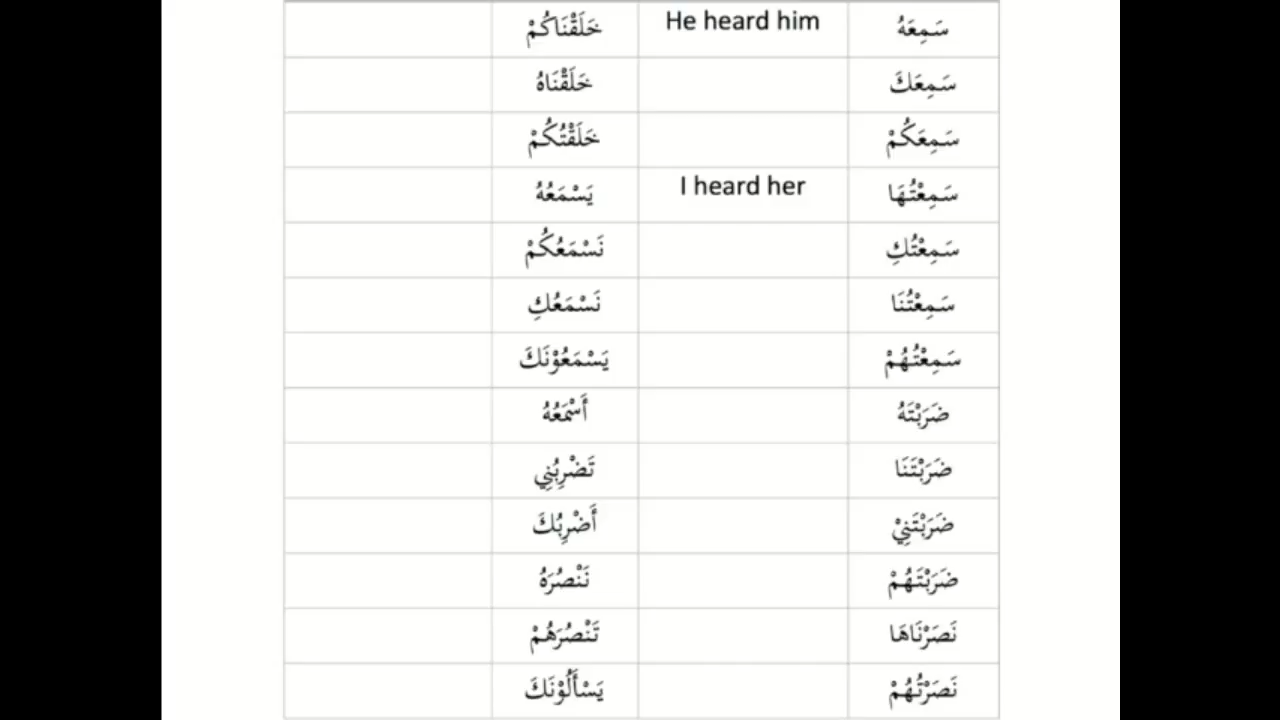 سَمِعَهُ He heard him خَلَقْنَاكُمْ
سَمِعَكَ خَلَقْنَاهُ
سَمِعَكُمْ خَلَقْتُكُمْ
سَمِعْتُهَا I heard her يَسْمَعُهُ
سَمِعْتُكِ نَسْمَعُكُمْ
سَمِعْتُنَا نَسْمَعُكِ
سَمِعْتُهُمْ يَسْمَعُوْنَكَ
ضَرَبْتَهُ أَسْمَعُهُ
ضَرَبْتَنَا تَضْرِبُنِي
ضَرَبْتَنِيْ أَضْرِبُكَ
ضَرَبْتَهُمْ نَنْصُرَهُ
نَصَرْنَاهَا تَنْصُرَهُمْ
نَصَرْتُهُمْ يَسْأَلُوْنَكَ